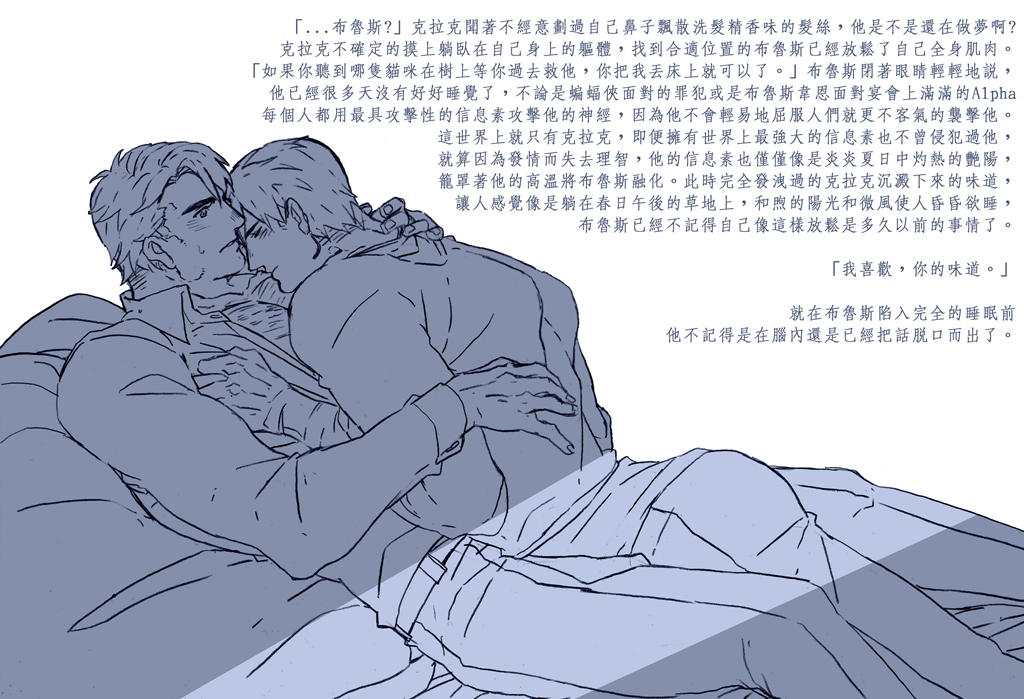 「...布魯斯?」克拉克聞著不經意劃過自己鼻子飄散洗髮精香味的髮絲，他是不是還在做夢啊?
克拉克不確定的摸上躺臥在自己身上的軀體，找到合適位置的布魯斯已經放鬆了自己全身肌肉。
「如果你聽到哪隻貓咪在樹上等你過去救他，你把我丟床上就可以了。」布魯斯閉著眼睛輕輕地說，
他已經很多天沒有好好睡覺了，不論是蝙蝠俠面對的罪犯或是布魯斯韋恩面對宴會上滿滿的Alpha
每個人都用最具攻擊性的信息素攻擊他的神經，因為他不會輕易地屈服人們就更不客氣的襲擊他。
這世界上就只有克拉克，即便擁有世界上最強大的信息素也不曾侵犯過他，
就算因為發情而失去理智，他的信息素也僅僅像是炎炎夏日中灼熱的艷陽，
籠罩著他的高溫將布魯斯融化。此時完全發洩過的克拉克沉澱下來的味道，
讓人感覺像是躺在春日午後的草地上，和煦的陽光和微風使人昏昏欲睡，
布魯斯已經不記得自己像這樣放鬆是多久以前的事情了。
「我喜歡，你的味道。」
就在布魯斯陷入完全的睡眠前
他不記得是在腦內還是已經把話脫口而出了。